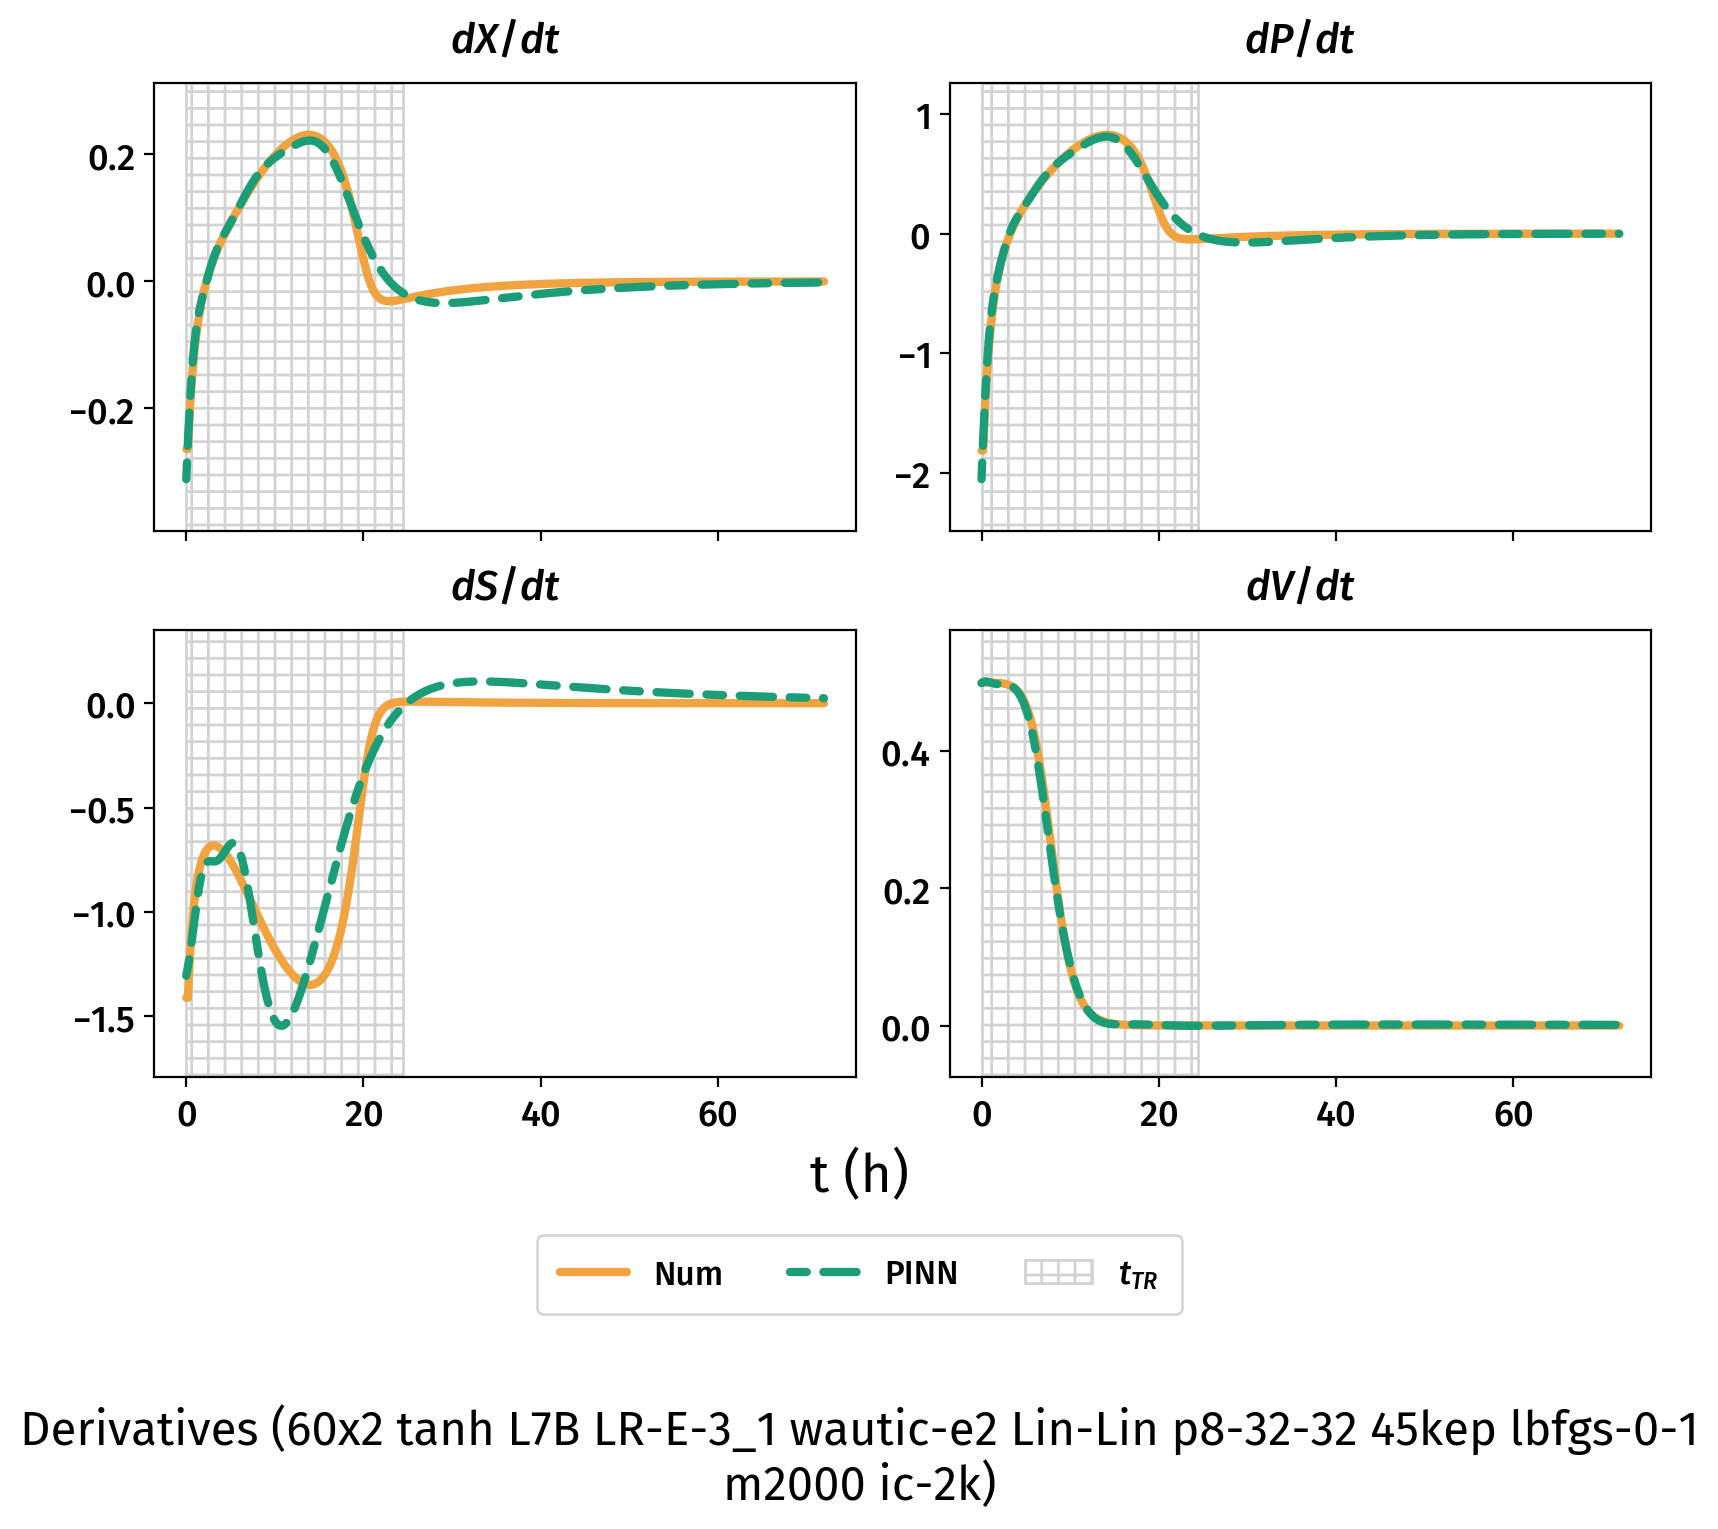 dX/dt
dP/dt
0.2
0.0
−0.2
1
0
−1
−2
dS/dt
dV/dt
0.0
−0.5
−1.0
−1.5
0.4
0.2
0.0
0 20 40 60
0 20 40 60
t (h)
Num PINN t_TR
Derivatives (60x2 tanh L7B LR-E-3_1 wautic-e2 Lin-Lin p8-32-32 45kep lbfgs-0-1
m2000 ic-2k)